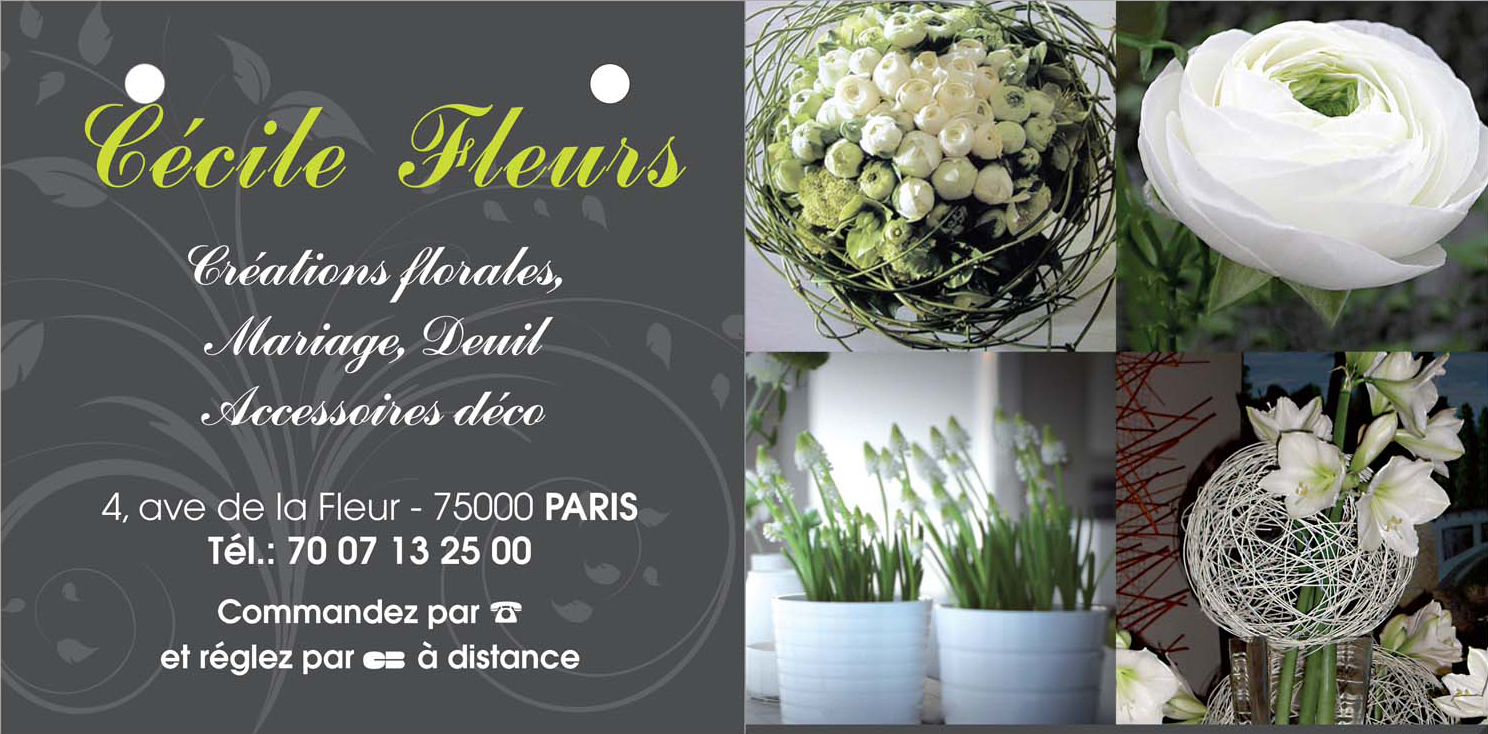 Cécile Fleurs
Créations florales,
Mariage, Deuil
Accessoires déco
4, ave de la Fleur - 75000 PARIS
Tél.: 70 07 13 25 00
Commandez par ☎
et réglez par CB à distance